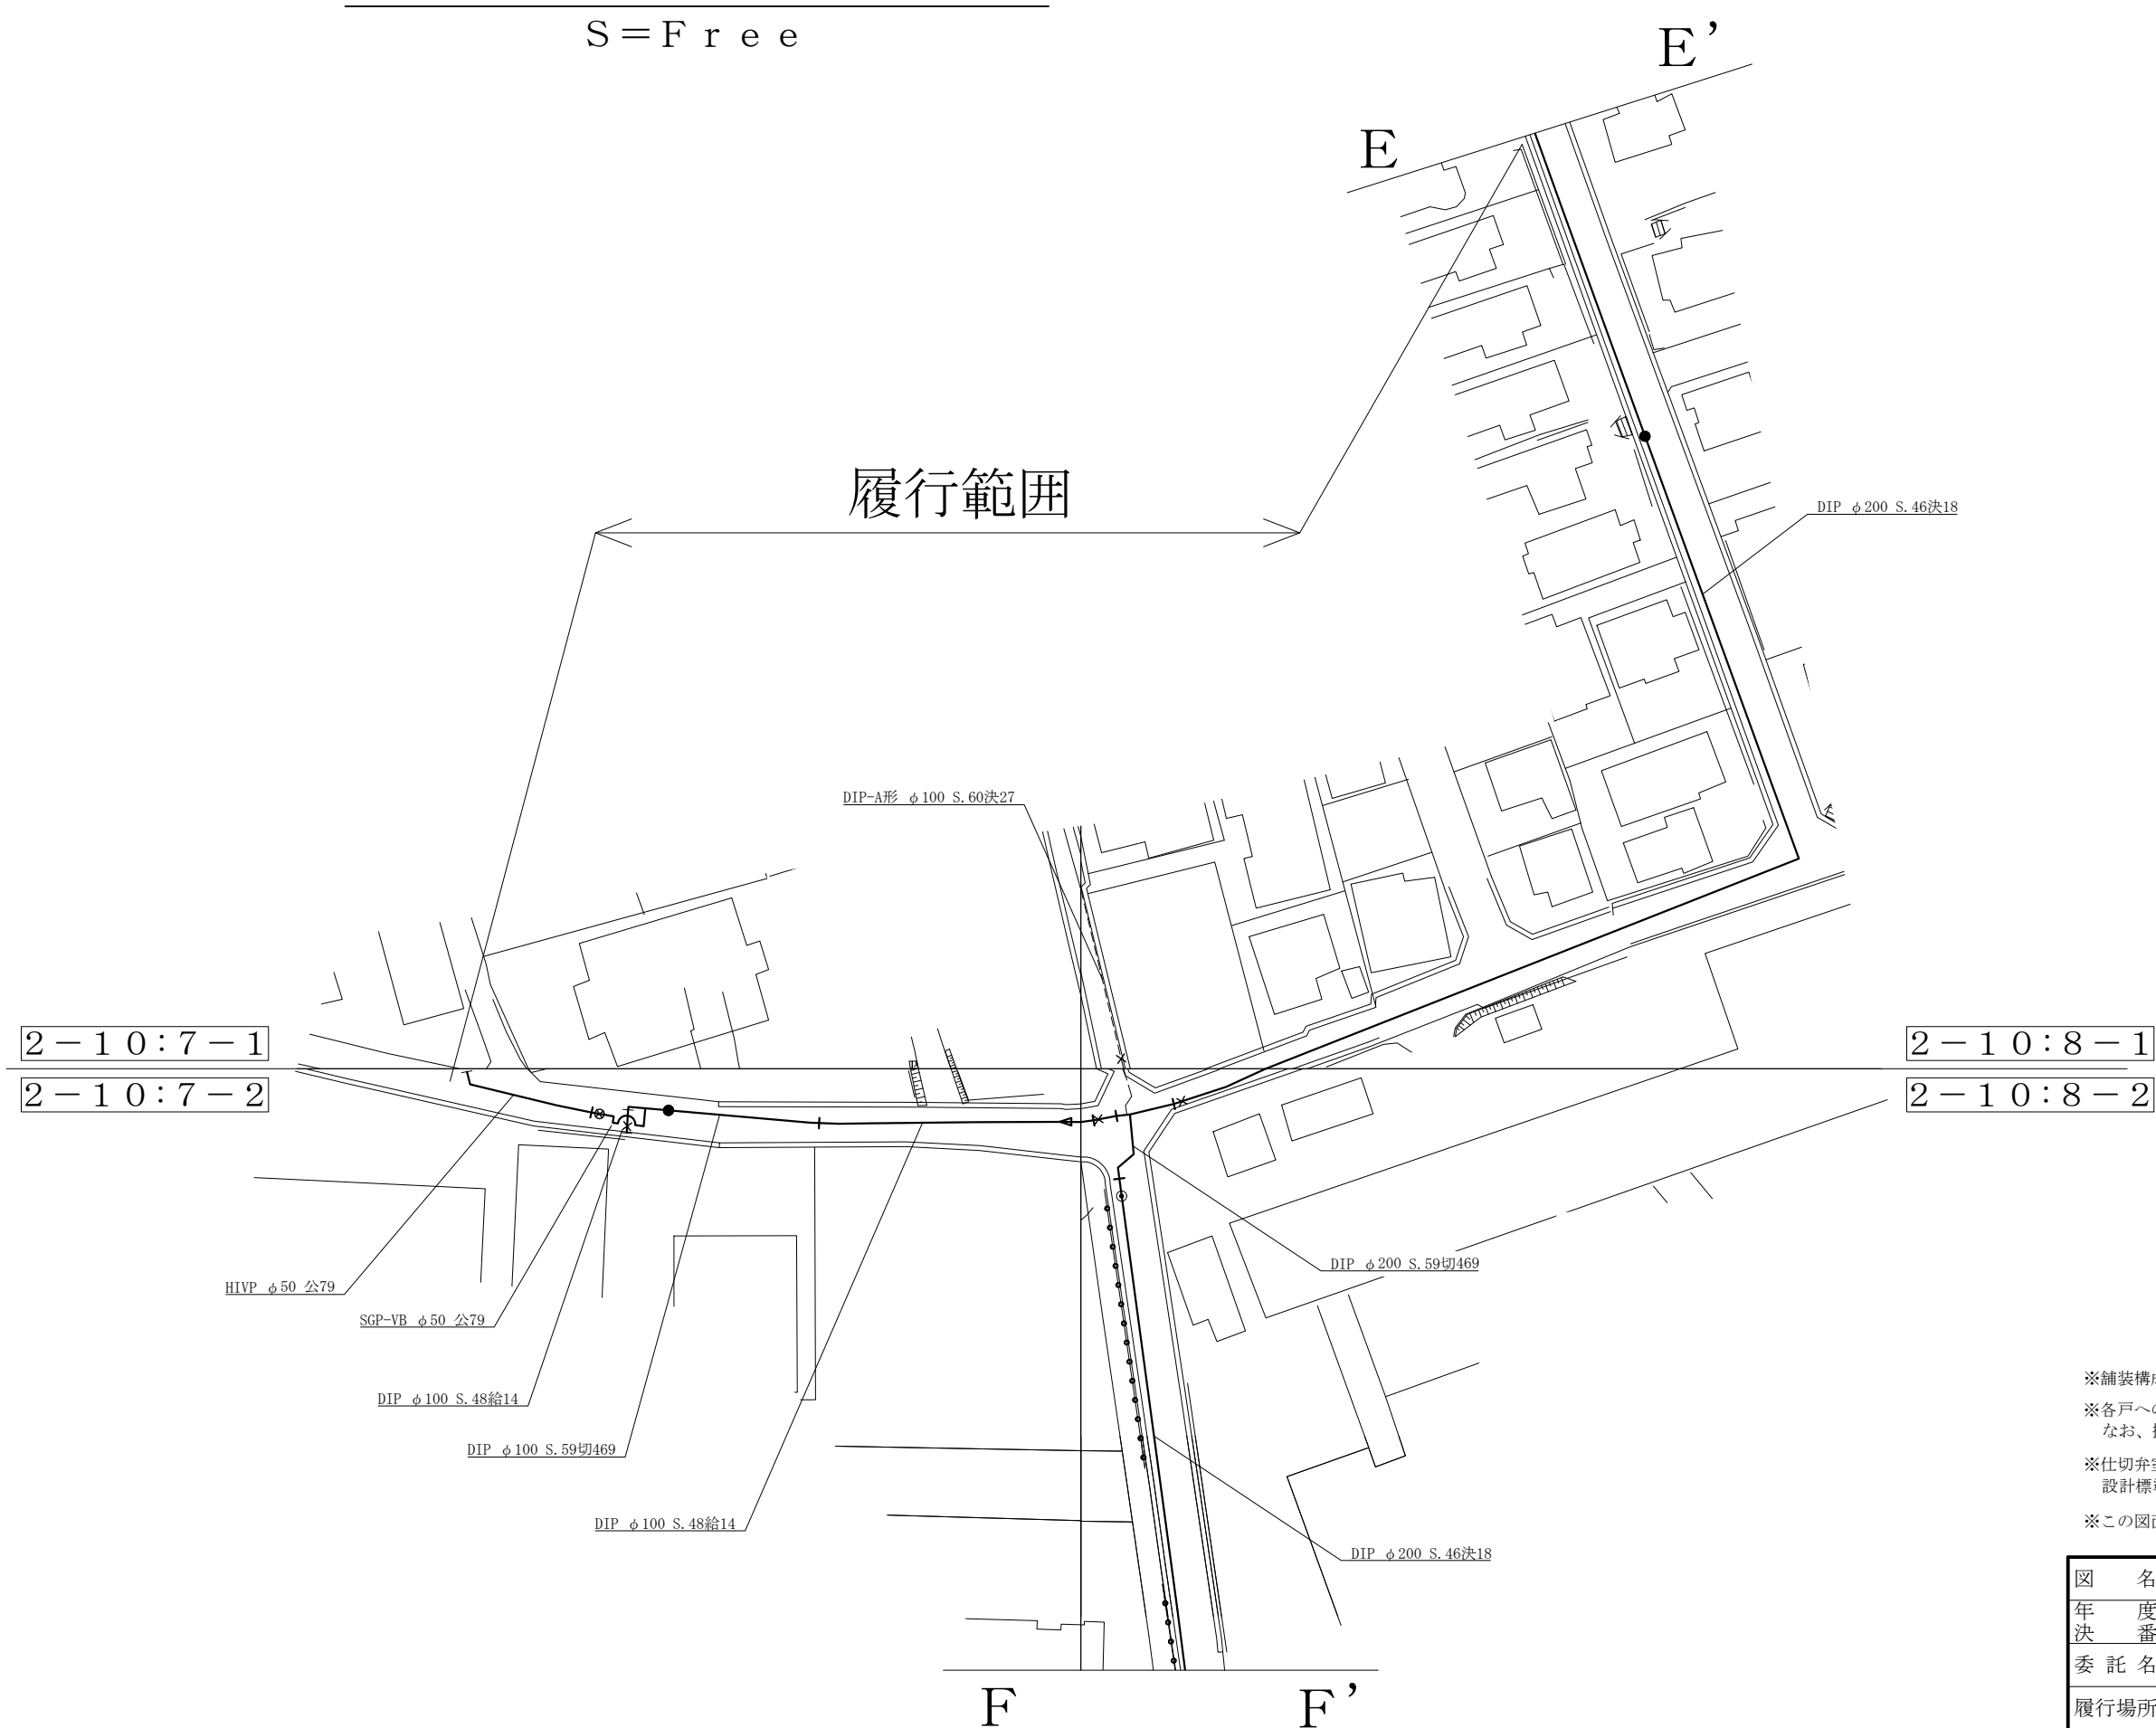 S=Free
E'
E
履行範囲
DIP φ200 S.46決18
DIP-A形 φ100 S.60決27
2-10:7-1
2-10:8-1
2-10:7-2
2-10:8-2
DIP φ200 S.59切469
HIVP φ50 公79
SGP-VB φ50 公79
DIP φ100 S.48給14
DIP φ100 S.59切469
DIP φ100 S.48給14
DIP φ200 S.46決18
※舗装構
※各戸への
なお、
※仕切弁
設計標
※この図
図 名
年 度
決 番
委託名
履行場所
F
F'